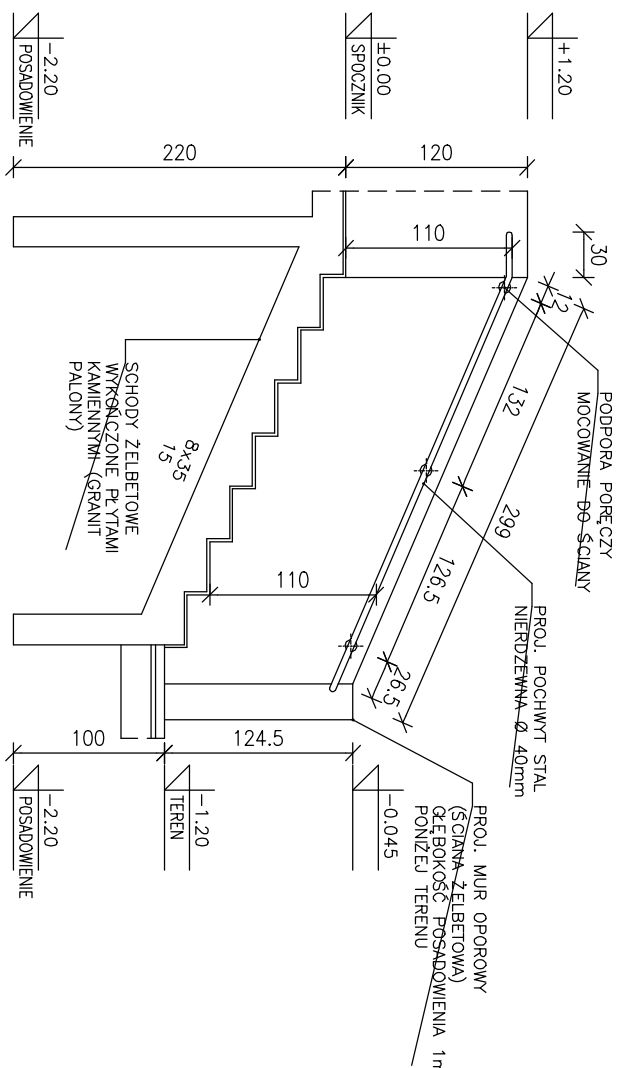 +1.20
±0.00
SPOCZNIK
-2.20
POSADOWIENIE
120
220
30
110
12
132
299
126.5
26.5
110
PODPORA PORĘCZY
MOCOWANIE DO ŚCIANY
PROJ. POCHWYT STAL
NIERDZEWNA Ø 40mm
PROJ. MUR OPOROWY
(ŚCIANA ŻELBETOWA)
GŁĘBOKOŚĆ POSADOWIENIA 1m
PONIŻEJ TERENU
8x35
15
SCHODY ŻELBETOWE
WYKOŃCZONE PŁYTAMI
KAMIENNYMI (GRANIT
PALONY)
124.5
100
-0.045
-1.20
TEREN
-2.20
POSADOWIENIE